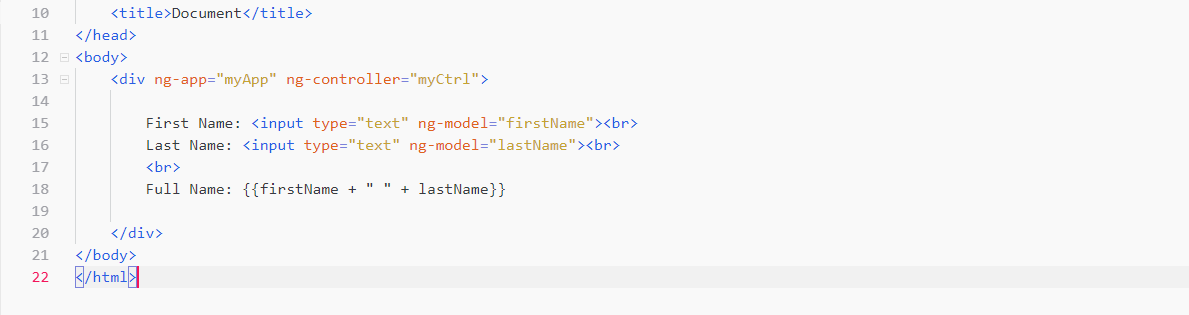 10 <title>Document</title>
11 </head>
12 <body>
13 <div ng-app="myApp" ng-controller="myCtrl">
14
15 First Name: <input type="text" ng-model="firstName"><br>
16 Last Name: <input type="text" ng-model="lastName"><br>
17 <br>
18 Full Name: {{firstName + " " + lastName}}
19
20 </div>
21 </body>
22 </html>